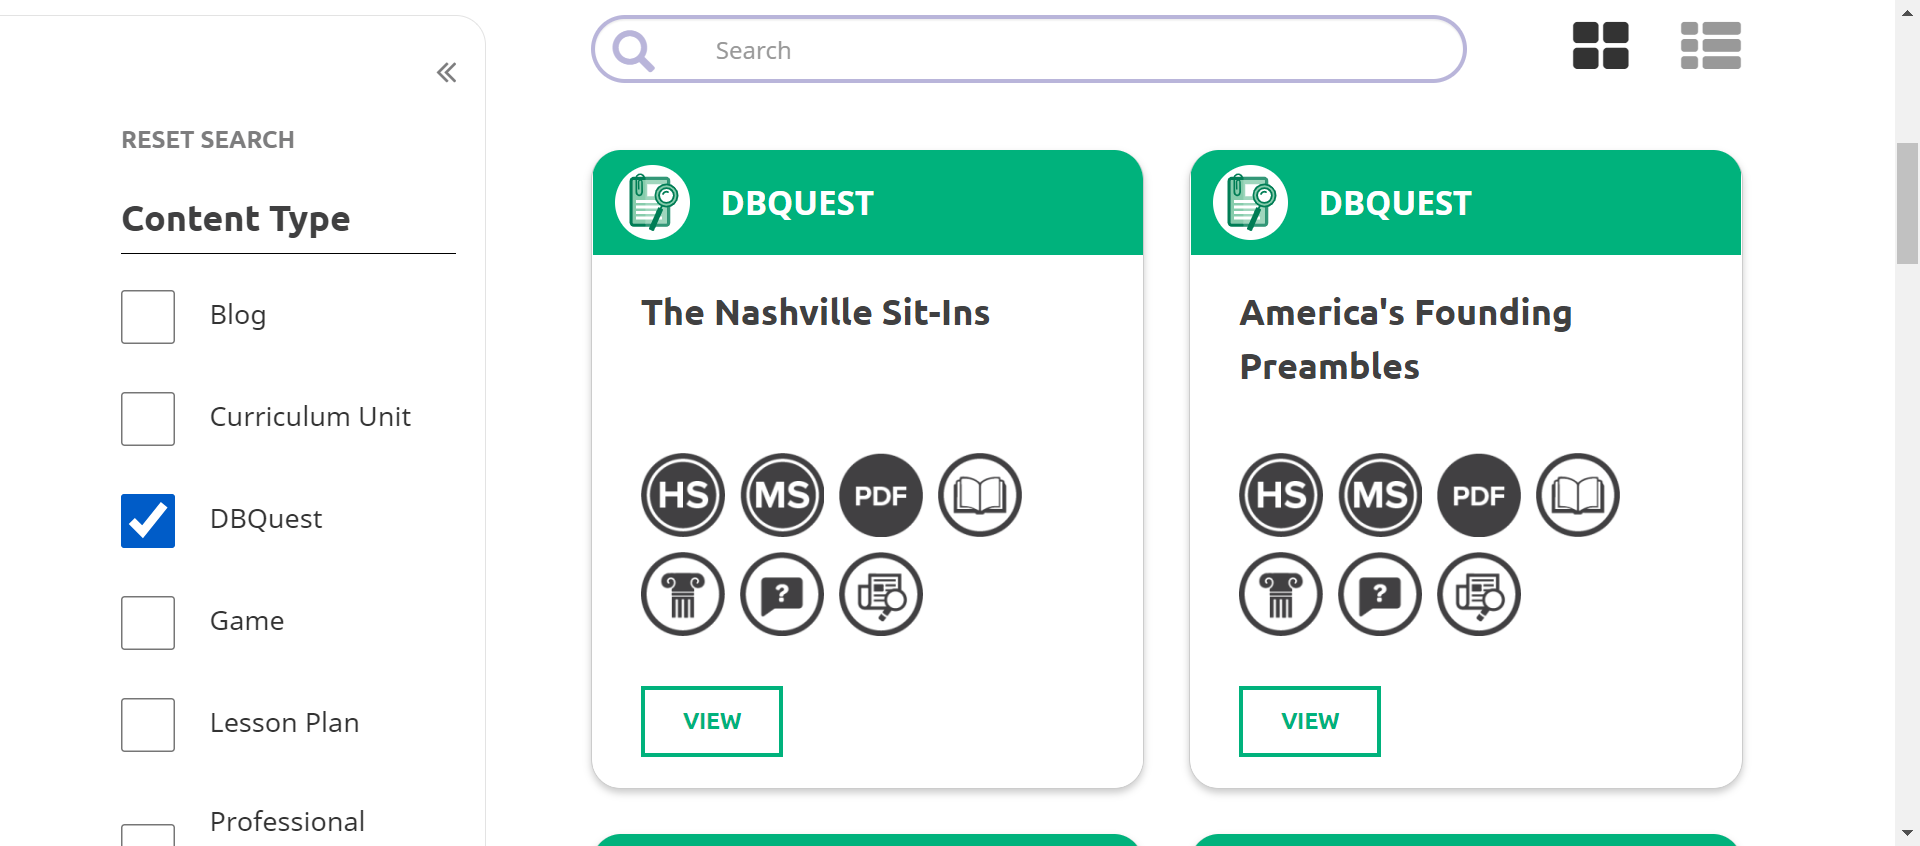 Search
RESET SEARCH
Content Type
Blog
Curriculum Unit
DBQuest
Game
Lesson Plan
Professional
DBQUEST
The Nashville Sit-Ins
HS MS PDF
?
VIEW
DBQUEST
America's Founding
Preambles
HS MS PDF
?
VIEW